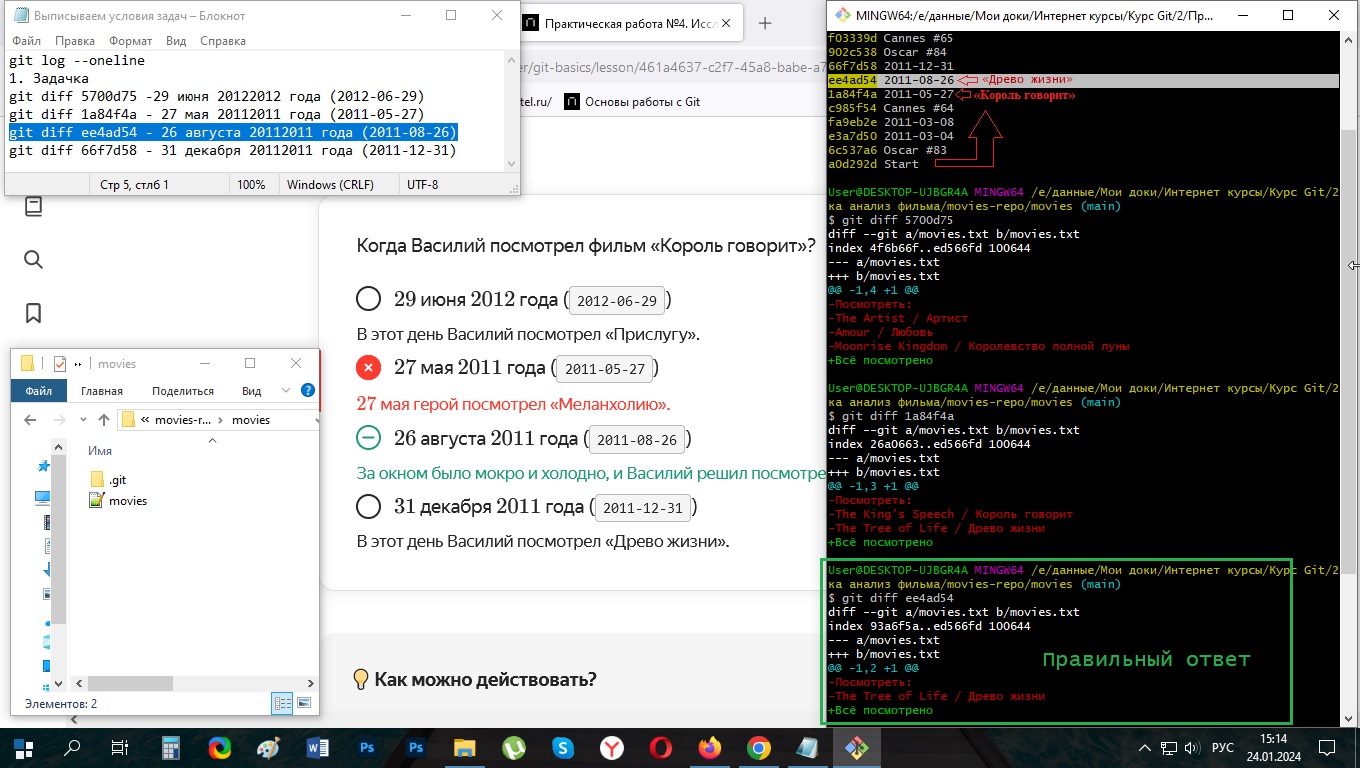 Выписываем условия задач – Блокнот
Файл Правка Формат Вид Справка
git log --oneline
1. Задачка
git diff 5700d75 -29 июня 20122012 года (2012-06-29)
git diff 1a84f4a - 27 мая 20112011 года (2011-05-27)
git diff ee4ad54 - 26 августа 20112011 года (2011-08-26)
git diff 66f7d58 - 31 декабря 20112011 года (2011-12-31)
Стр 5, стлб 1 100% Windows (CRLF) UTF-8
Практическая работа №4. Иссл
er/git-basics/lesson/461a4637-c2f7-45a8-babe-a7
tel.ru/ Основы работы с Git
Когда Василий посмотрел фильм «Король говорит»?
29 июня 2012 года ( 2012-06-29 )
В этот день Василий посмотрел «Прислугу».
27 мая 2011 года ( 2011-05-27 )
27 мая герой посмотрел «Меланхолию».
26 августа 2011 года ( 2011-08-26 )
За окном было мокро и холодно, и Василий решил посмотре
31 декабря 2011 года ( 2011-12-31 )
В этот день Василий посмотрел «Древо жизни».
Как можно действовать?
movies
Файл Главная Поделиться Вид
« movies-r... > movies
Имя
.git
movies
Элементов: 2
MINGW64:/e/данные/Мои доки/Интернет курсы/Курс Git/2/Пр...
f03339d Cannes #65
902c538 Oscar #84
66f7d58 2011-12-31
ee4ad54 2011-08-26 «Древо жизни»
1a84f4a 2011-05-27 «Король говорит»
c985f54 Cannes #64
fa9eb2e 2011-03-08
e3a7d50 2011-03-04
6c537a6 Oscar #83
a0d292d Start
User@DESKTOP-UJBGR4A MINGW64 /e/данные/Мои доки/Интернет курсы/Курс Git/2
ка анализ фильма/movies-repo/movies (main)
$ git diff 5700d75
diff --git a/movies.txt b/movies.txt
index 4f6b66f..ed566fd 100644
--- a/movies.txt
+++ b/movies.txt
@@ -1,4 +1 @@
-Посмотреть:
-The Artist / Артист
-Amour / Любовь
-Moonrise Kingdom / Королевство полной луны
+Всё посмотрено
User@DESKTOP-UJBGR4A MINGW64 /e/данные/Мои доки/Интернет курсы/Курс Git/2
ка анализ фильма/movies-repo/movies (main)
$ git diff 1a84f4a
diff --git a/movies.txt b/movies.txt
index 26a0663..ed566fd 100644
--- a/movies.txt
+++ b/movies.txt
@@ -1,3 +1 @@
-Посмотреть:
-The King's Speech / Король говорит
-The Tree of Life / Древо жизни
+Всё посмотрено
User@DESKTOP-UJBGR4A MINGW64 /e/данные/Мои доки/Интернет курсы/Курс Git/2
ка анализ фильма/movies-repo/movies (main)
$ git diff ee4ad54
diff --git a/movies.txt b/movies.txt
index 93a6f5a..ed566fd 100644
--- a/movies.txt
+++ b/movies.txt
Правильный ответ
@@ -1,2 +1 @@
-Посмотреть:
-The Tree of Life / Древо жизни
+Всё посмотрено
РУС
15:14
24.01.2024